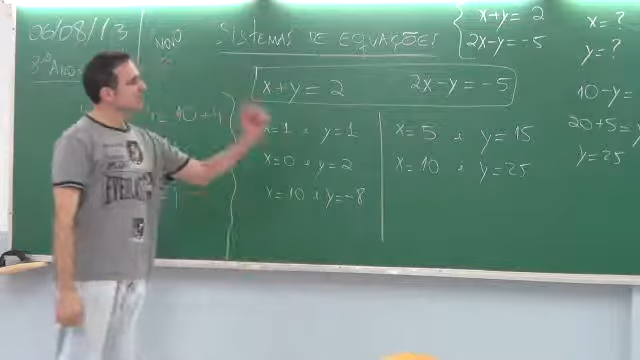 06/08/13
3º ANO
NOVO
SISTEMAS DE EQUAÇÕES
x+y=2
2x-y=-5
x=?
y=?
x+y=2 2x-y=-5
=10+y
x=1 e y=1
x=0 e y=2
x=10 e y=-8
x=5 e y=15
x=10 e y=25
10-y=
20+5=y
y=25
EVERLAST